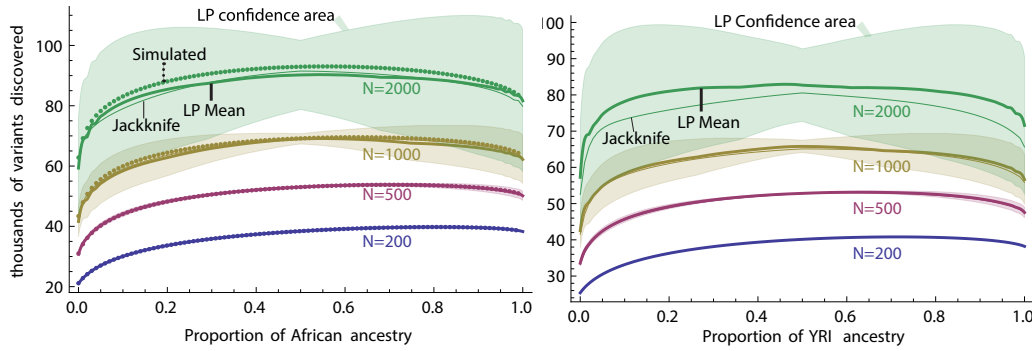 LP confidence area
Simulated
Jackknife
LP Mean
N=2000
N=1000
N=500
N=200
thousands of variants discovered
100
80
60
40
20
0.0 0.2 0.4 0.6 0.8 1.0
Proportion of African ancestry
LP Confidence area
LP Mean
Jackknife
N=2000
N=1000
N=500
N=200
100
90
80
70
60
50
40
30
0.0 0.2 0.4 0.6 0.8 1.0
Proportion of YRI ancestry